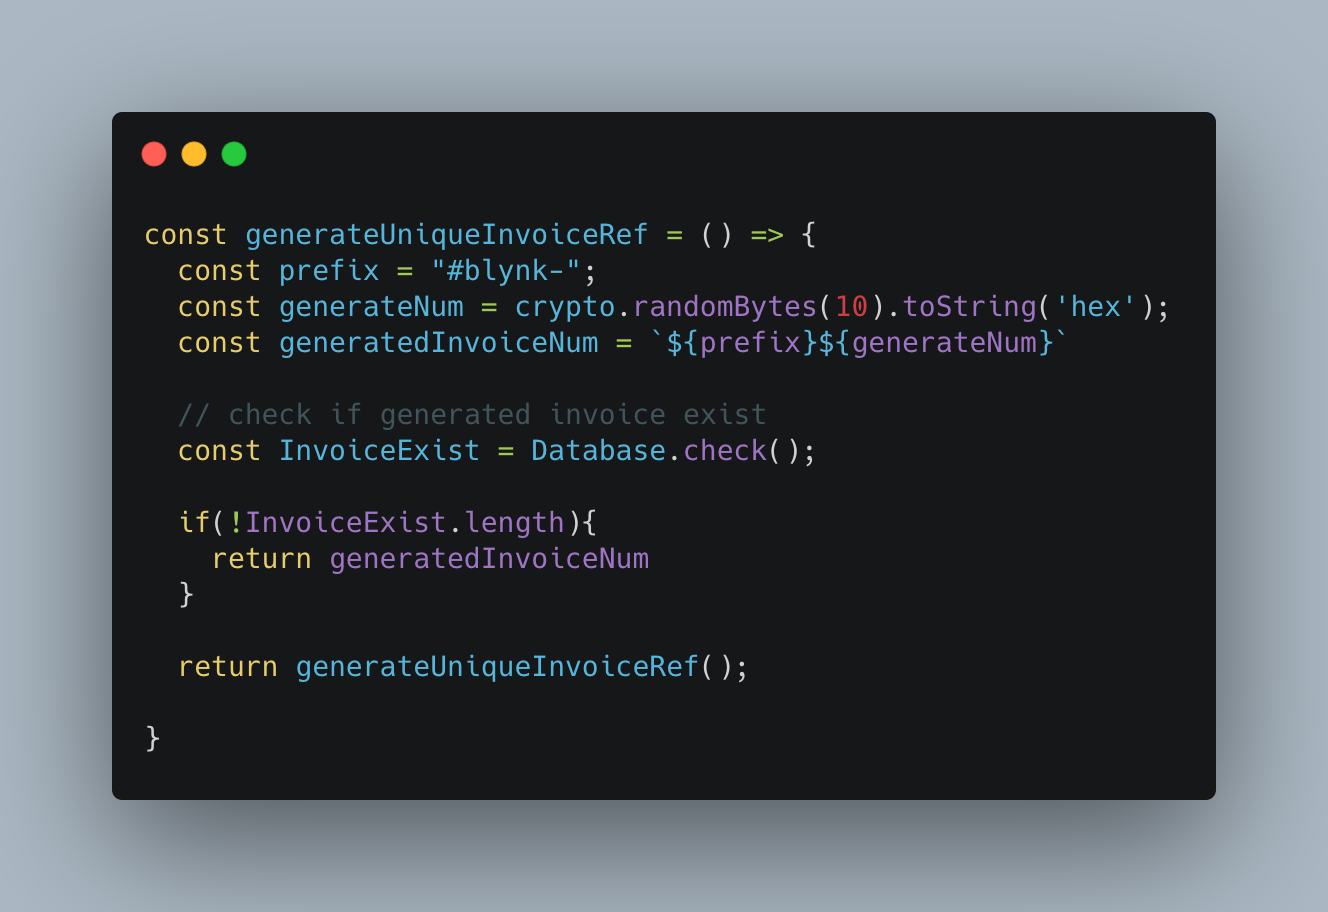 const generateUniqueInvoiceRef = () => {
  const prefix = "#blynk-";
  const generateNum = crypto.randomBytes(10).toString('hex');
  const generatedInvoiceNum = `${prefix}${generateNum}`

  // check if generated invoice exist
  const InvoiceExist = Database.check();

  if(!InvoiceExist.length){
    return generatedInvoiceNum
  }

  return generateUniqueInvoiceRef();

}